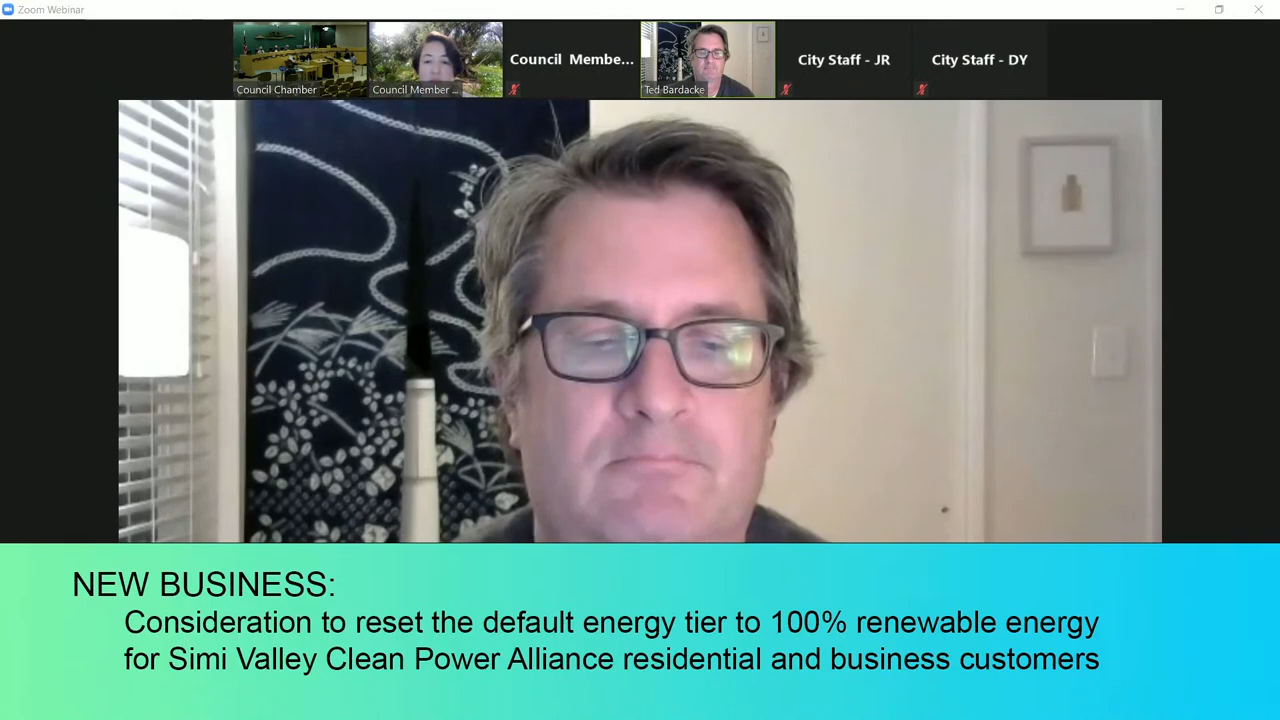 Zoom Webinar
Council Chamber
Council Member ...
Council Membe...
Ted Bardacke
City Staff - JR
City Staff - DY
NEW BUSINESS:
Consideration to reset the default energy tier to 100% renewable energy
for Simi Valley Clean Power Alliance residential and business customers